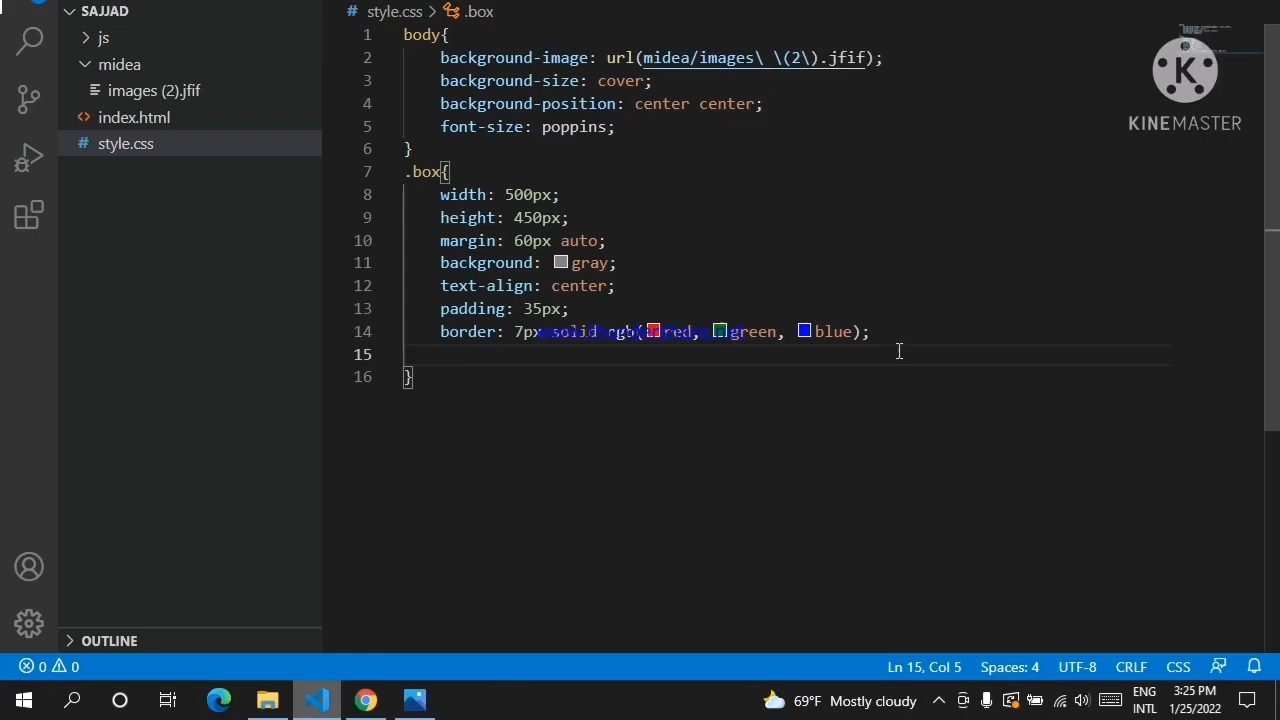 SAJJAD
js
midea
images (2).jfif
index.html
style.css
OUTLINE
style.css > .box
1 body{
2 background-image: url(midea/images\ \(2\).jfif);
3 background-size: cover;
4 background-position: center center;
5 font-size: poppins;
6 }
7 .box{
8 width: 500px;
9 height: 450px;
10 margin: 60px auto;
11 background: gray;
12 text-align: center;
13 padding: 35px;
14 border: 7px solid rgb(red, green, blue);
15
16 }
K
KINEMASTER
0 0
Ln 15, Col 5 Spaces: 4 UTF-8 CRLF CSS
69°F Mostly cloudy
ENG
INTL
3:25 PM
1/25/2022